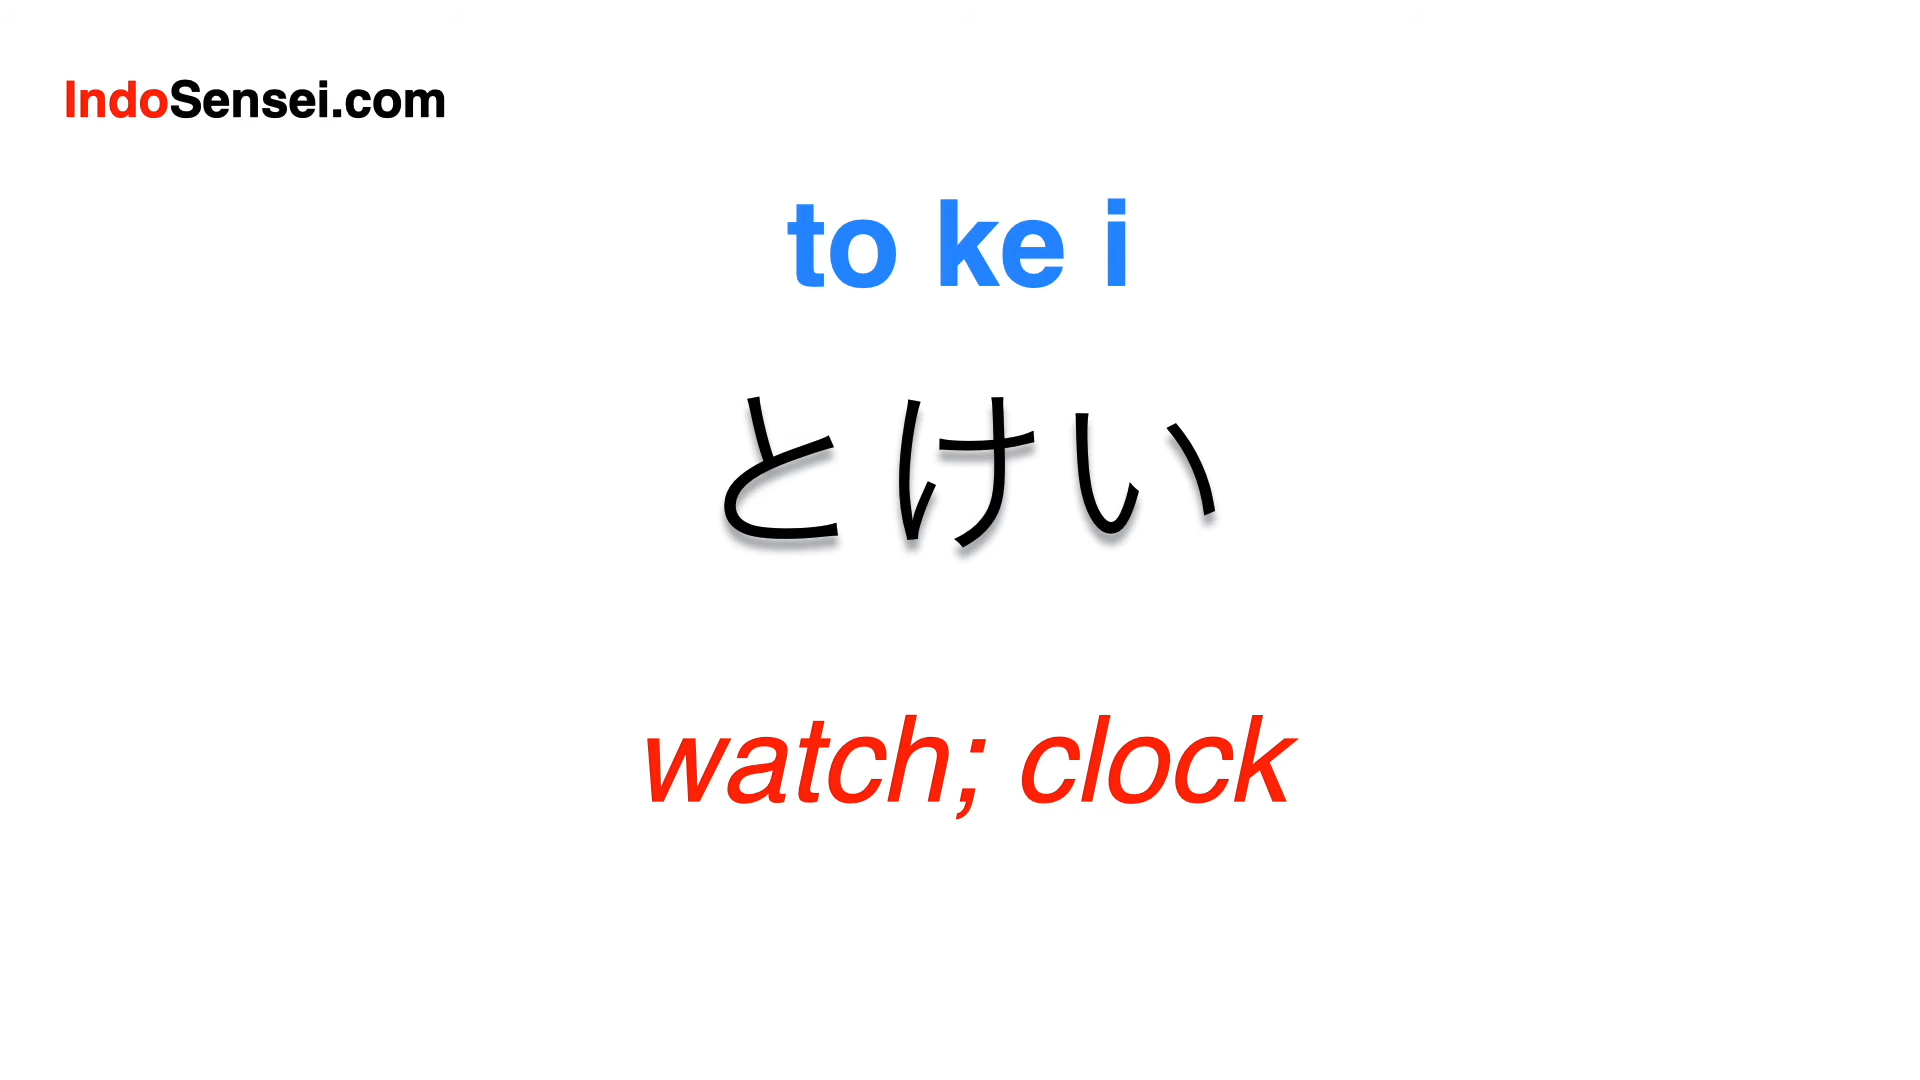 IndoSensei.com
to ke i
とけい
watch; clock